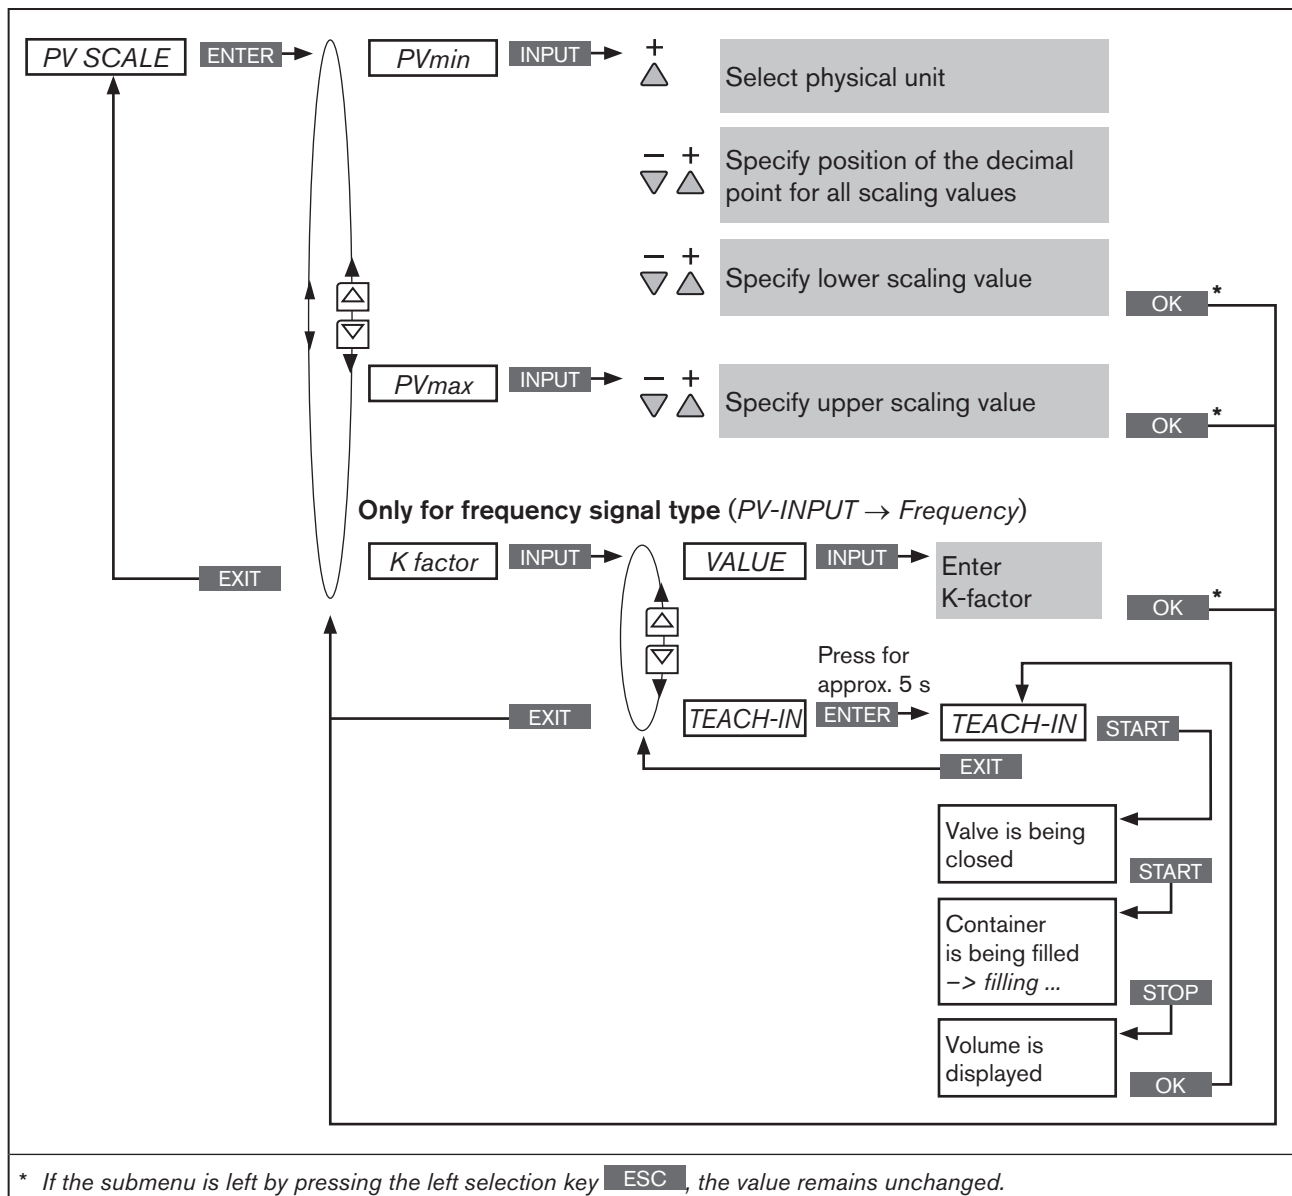 PV SCALE ENTER PVmin INPUT +
Select physical unit
– +
Specify position of the decimal
point for all scaling values
– +
Specify lower scaling value
OK *
PVmax INPUT – +
Specify upper scaling value
OK *
Only for frequency signal type (PV-INPUT → Frequency)
K factor INPUT VALUE INPUT Enter
K-factor
EXIT
OK *
Press for
approx. 5 s
EXIT TEACH-IN ENTER TEACH-IN START
EXIT
Valve is being
closed
START
Container
is being filled
–> filling ...
STOP
Volume is
displayed
OK
* If the submenu is left by pressing the left selection key ESC , the value remains unchanged.